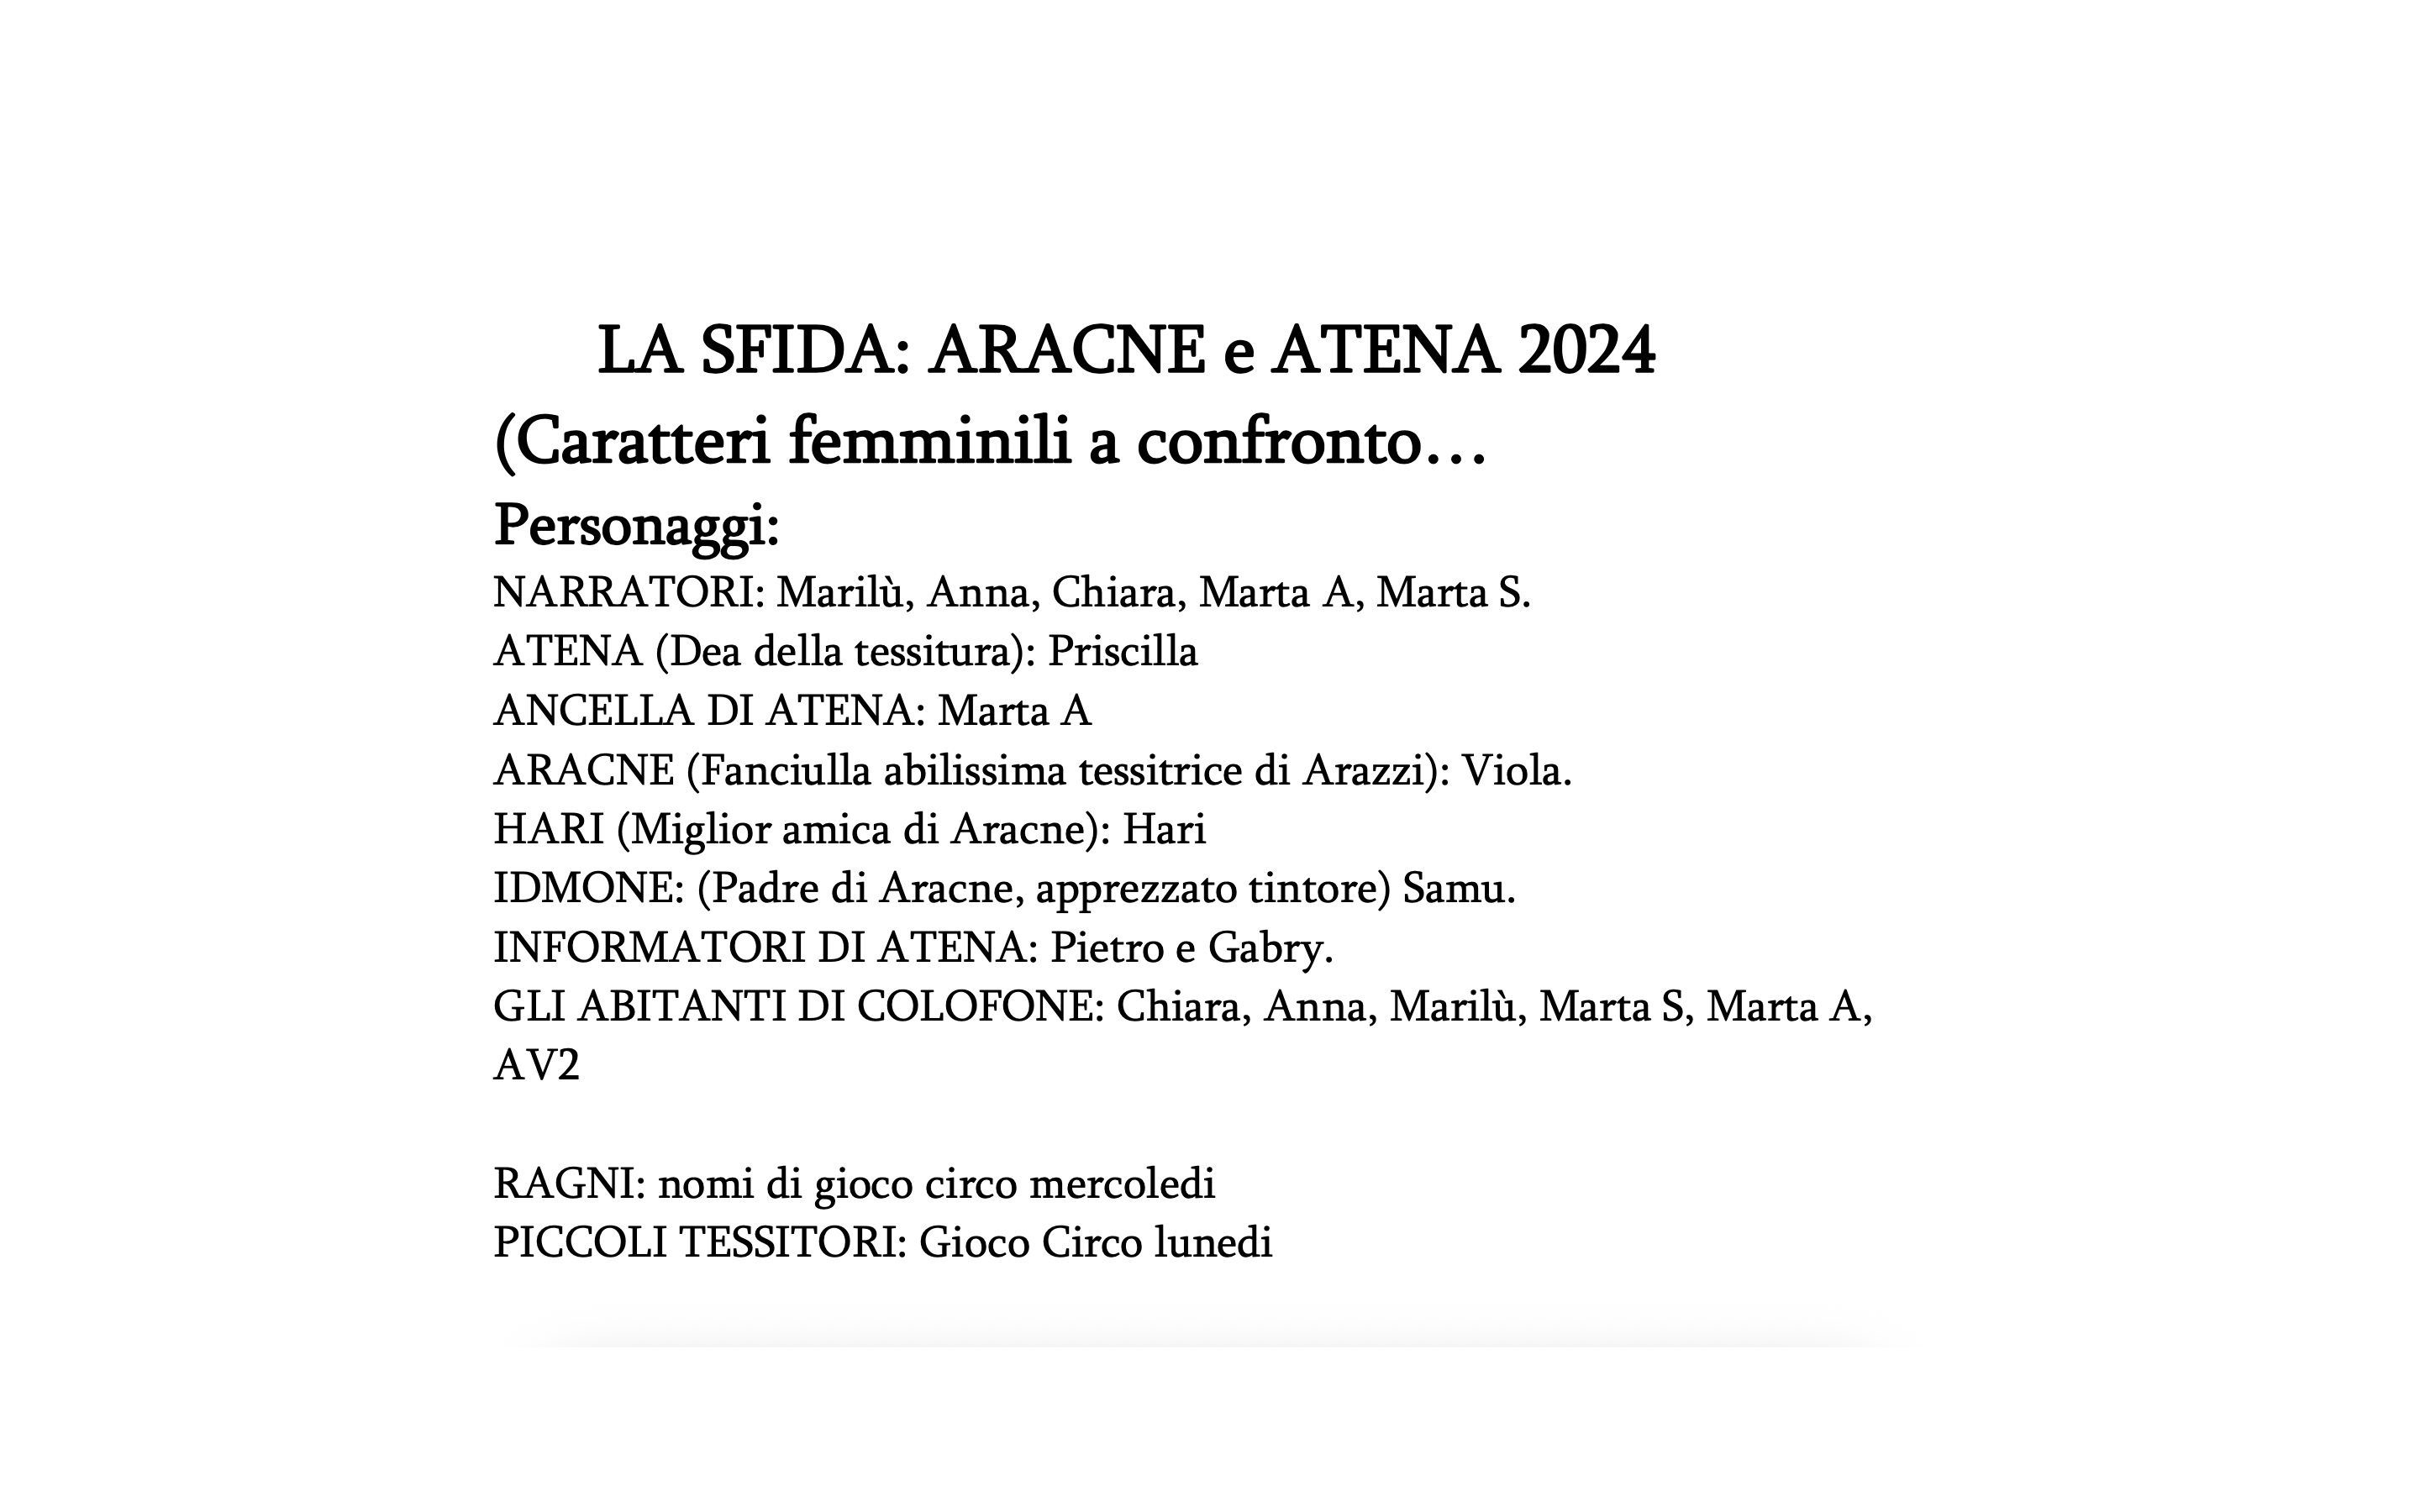 LA SFIDA: ARACNE e ATENA 2024
(Caratteri femminili a confronto…
Personaggi:
NARRATORI: Marilù, Anna, Chiara, Marta A, Marta S.
ATENA (Dea della tessitura): Priscilla
ANCELLA DI ATENA: Marta A
ARACNE (Fanciulla abilissima tessitrice di Arazzi): Viola.
HARI (Miglior amica di Aracne): Hari
IDMONE: (Padre di Aracne, apprezzato tintore) Samu.
INFORMATORI DI ATENA: Pietro e Gabry.
GLI ABITANTI DI COLOFONE: Chiara, Anna, Marilù, Marta S, Marta A,
AV2
RAGNI: nomi di gioco circo mercoledi
PICCOLI TESSITORI: Gioco Circo lunedi